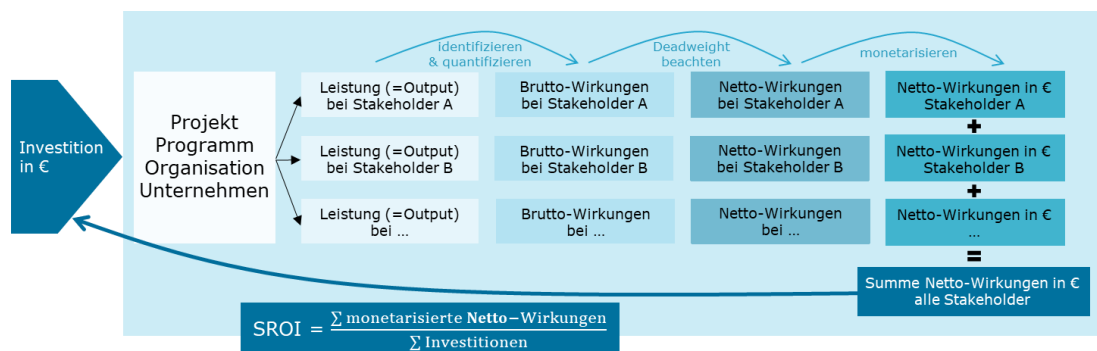 identifizieren
& quantifizieren
Deadweight
beachten
monetarisieren
Investition
in €
Projekt
Programm
Organisation
Unternehmen
Leistung (=Output)
bei Stakeholder A
Brutto-Wirkungen
bei Stakeholder A
Netto-Wirkungen
bei Stakeholder A
Netto-Wirkungen in €
Stakeholder A
+
Leistung (=Output)
bei Stakeholder B
Brutto-Wirkungen
bei Stakeholder B
Netto-Wirkungen
bei Stakeholder B
Netto-Wirkungen in €
Stakeholder B
+
Leistung (=Output)
bei ...
Brutto-Wirkungen
bei ...
Netto-Wirkungen
bei ...
Netto-Wirkungen in €
...
=
Summe Netto-Wirkungen in €
alle Stakeholder
SROI = ∑ monetarisierte Netto−Wirkungen
∑ Investitionen